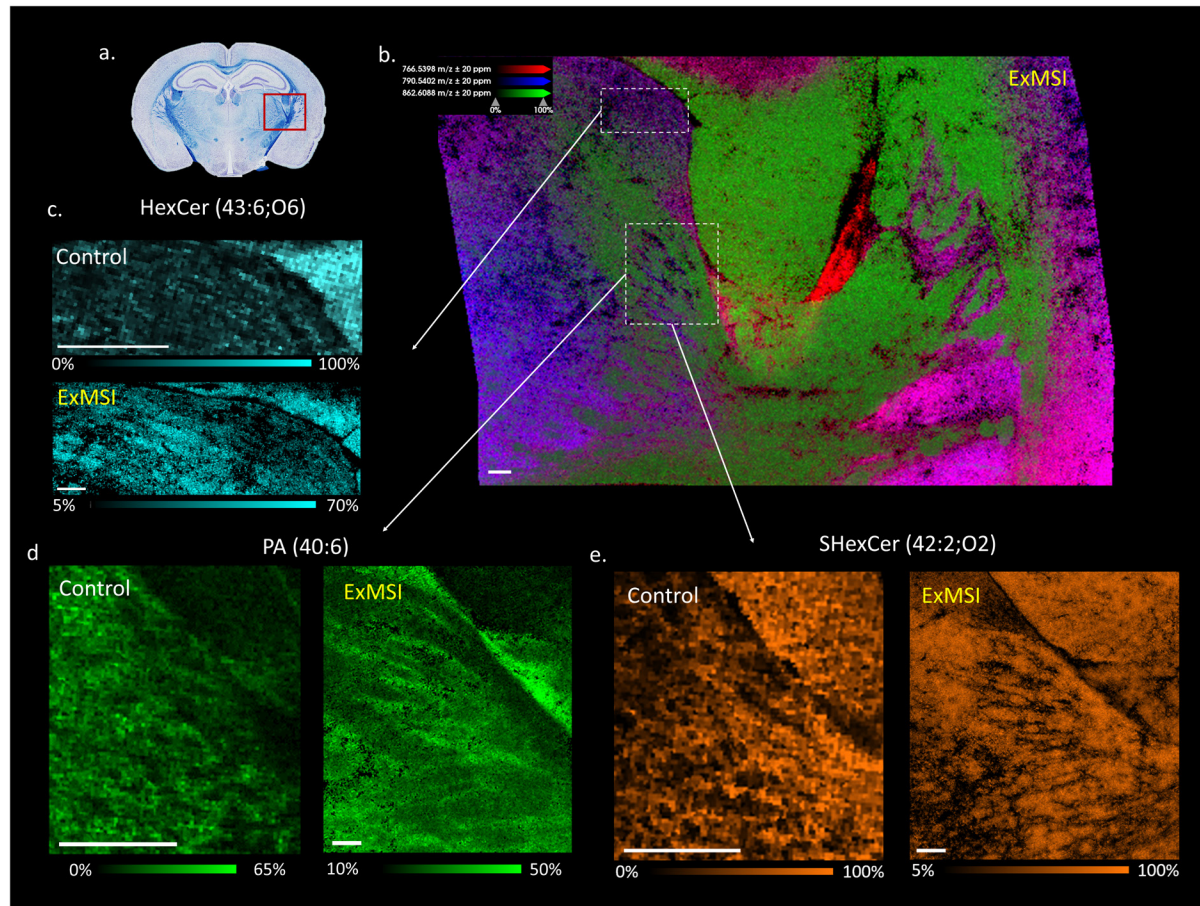 a.
b.
766.5398 m/z ± 20 ppm
790.5402 m/z ± 20 ppm
862.6088 m/z ± 20 ppm
0%
100%
ExMSI
c.
HexCer (43:6;O6)
Control
0%
100%
ExMSI
5%
70%
d
PA (40:6)
Control
ExMSI
0%
65%
10%
50%
e.
SHexCer (42:2;O2)
Control
ExMSI
0%
100%
5%
100%